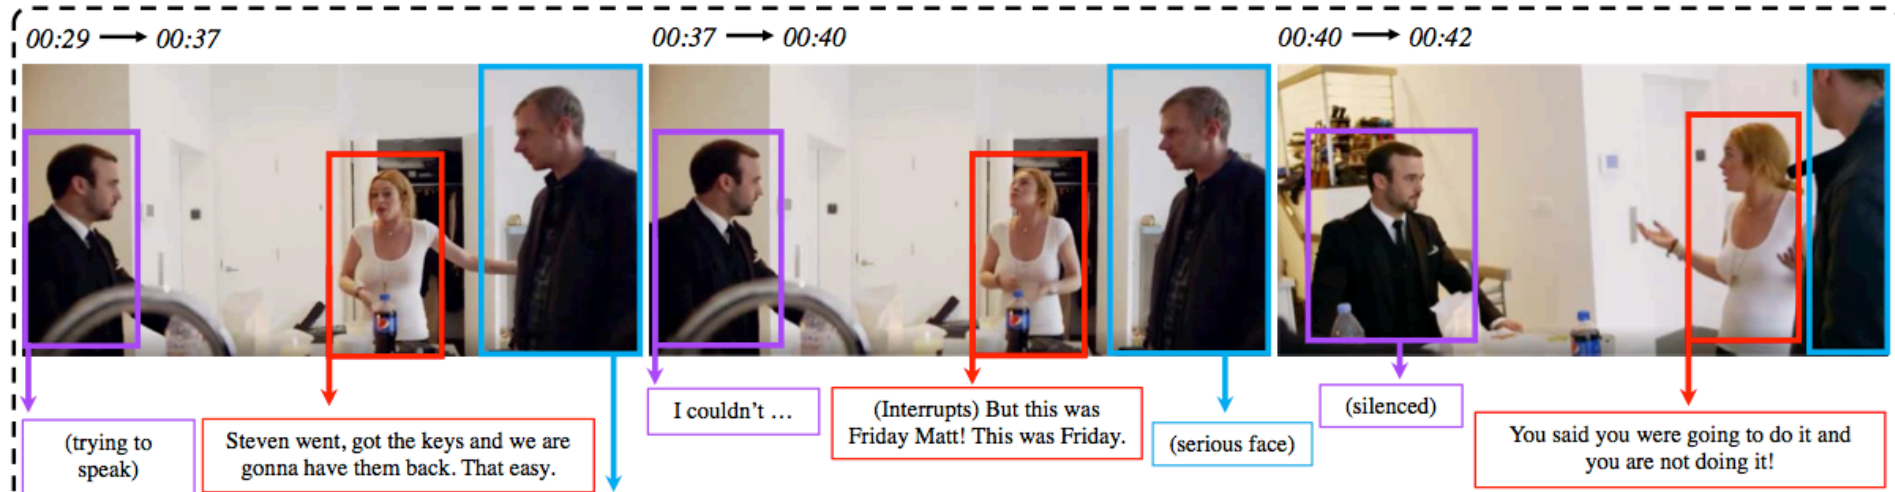 00:29 → 00:37
00:37 → 00:40
00:40 → 00:42
(trying to
speak)
Steven went, got the keys and we are
gonna have them back. That easy.
I couldn’t …
(Interrupts) But this was
Friday Matt! This was Friday.
(serious face)
(silenced)
You said you were going to do it and
you are not doing it!